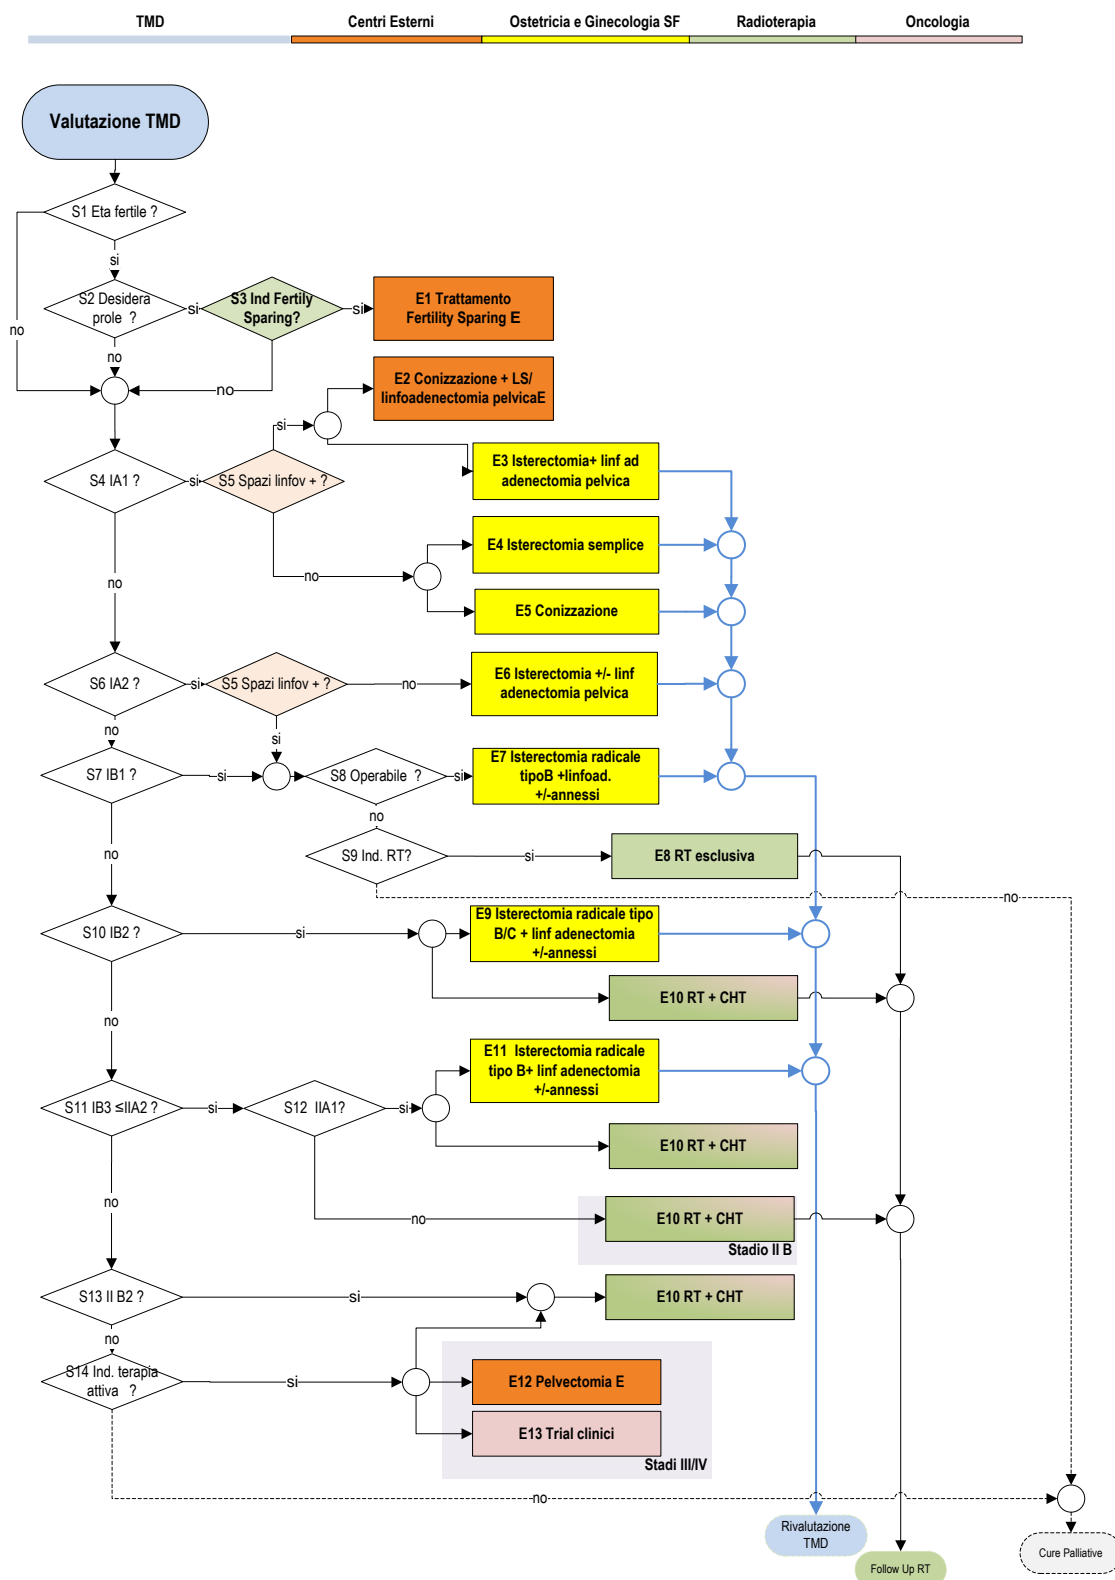 TMD
Centri Esterni
Ostetricia e Ginecologia SF
Radioterapia
Oncologia
Valutazione TMD
S1 Eta fertile ?
si
no
S2 Desidera
prole ?
si
S3 Ind Fertily
Sparing?
si
E1 Trattamento
Fertility Sparing E
no
no
E2 Conizzazione + LS/
linfoadenectomia pelvicaE
si
S4 IA1 ?
si
S5 Spazi linfov + ?
E3 Isterectomia+ linf ad
adenectomia pelvica
E4 Isterectomia semplice
no
no
E5 Conizzazione
S6 IA2 ?
si
S5 Spazi linfov + ?
no
E6 Isterectomia +/- linf
adenectomia pelvica
no
si
S7 IB1 ?
si
S8 Operabile ?
si
E7 Isterectomia radicale
tipoB +linfoad.
+/-annessi
no
no
S9 Ind. RT?
si
E8 RT esclusiva
no
S10 IB2 ?
si
E9 Isterectomia radicale tipo
B/C + linf adenectomia
+/-annessi
E10 RT + CHT
no
E11 Isterectomia radicale
tipo B+ linf adenectomia
+/-annessi
S11 IB3 ≤IIA2 ?
si
S12 IIA1?
si
E10 RT + CHT
no
no
E10 RT + CHT
Stadio II B
S13 II B2 ?
si
E10 RT + CHT
no
S14 Ind. terapia
attiva ?
si
E12 Pelvectomia E
E13 Trial clinici
Stadi III/IV
no
Rivalutazione
TMD
Follow Up RT
Cure Palliative